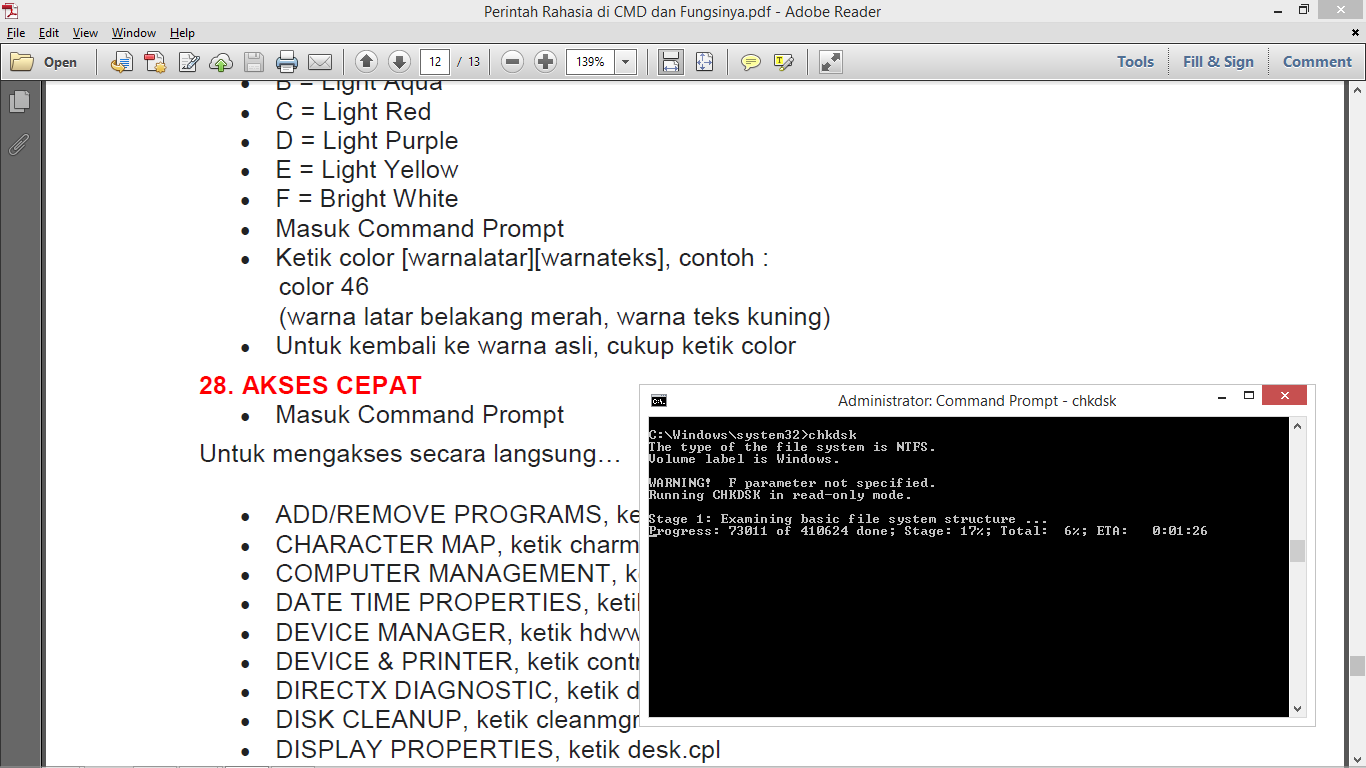 Perintah Rahasia di CMD dan Fungsinya.pdf - Adobe Reader
File Edit View Window Help
Open 12 / 13 139% Tools Fill & Sign Comment
B = Light Aqua
C = Light Red
D = Light Purple
E = Light Yellow
F = Bright White
Masuk Command Prompt
Ketik color [warnalatar][warnateks], contoh :
color 46
(warna latar belakang merah, warna teks kuning)
Untuk kembali ke warna asli, cukup ketik color
28. AKSES CEPAT
Masuk Command Prompt
Untuk mengakses secara langsung…
ADD/REMOVE PROGRAMS, ke
CHARACTER MAP, ketik charm
COMPUTER MANAGEMENT, k
DATE TIME PROPERTIES, ketil
DEVICE MANAGER, ketik hdww
DEVICE & PRINTER, ketik contr
DIRECTX DIAGNOSTIC, ketik d
DISK CLEANUP, ketik cleanmgr
DISPLAY PROPERTIES, ketik desk.cpl
Administrator: Command Prompt - chkdsk
C:\Windows\system32>chkdsk
The type of the file system is NTFS.
Volume label is Windows.
WARNING! F parameter not specified.
Running CHKDSK in read-only mode.
Stage 1: Examining basic file system structure ...
Progress: 73011 of 410624 done; Stage: 17%; Total: 6%; ETA: 0:01:26